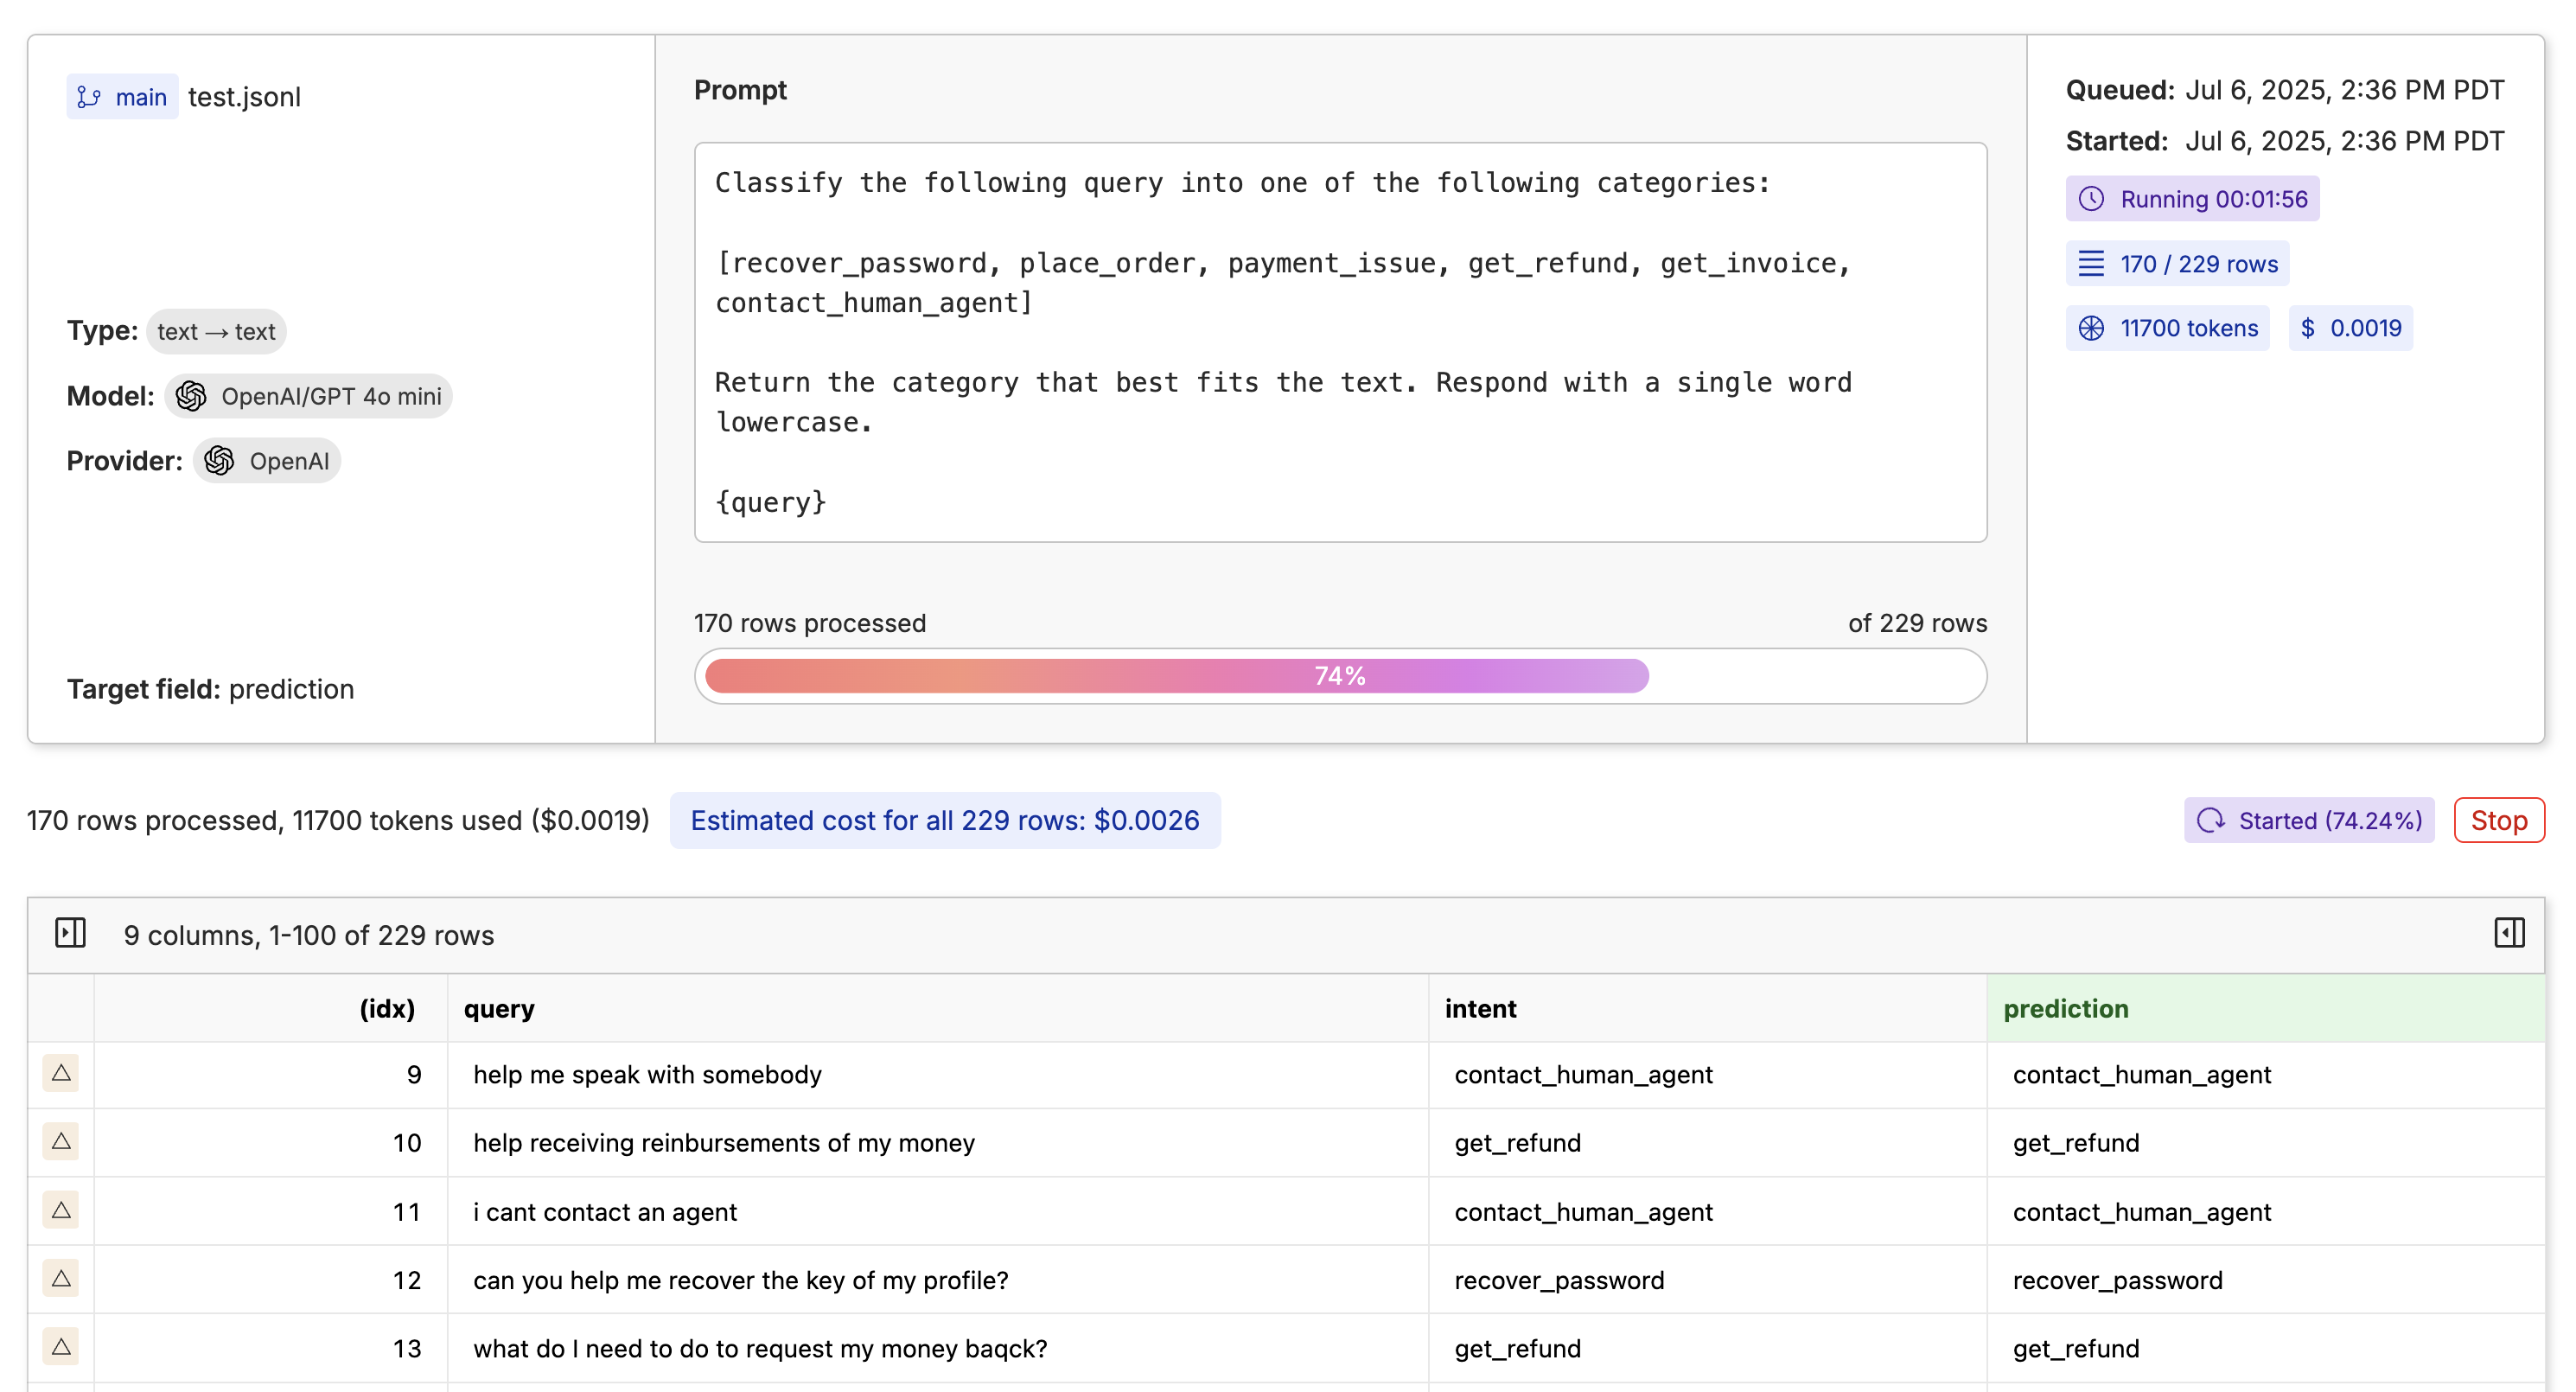 main test.jsonl
Type: text → text
Model: OpenAI/GPT 4o mini
Provider: OpenAI
Target field: prediction
Prompt
Classify the following query into one of the following categories:
[recover_password, place_order, payment_issue, get_refund, get_invoice,
contact_human_agent]
Return the category that best fits the text. Respond with a single word
lowercase.
{query}
170 rows processed of 229 rows
74%
Queued: Jul 6, 2025, 2:36 PM PDT
Started: Jul 6, 2025, 2:36 PM PDT
Running 00:01:56
170 / 229 rows
11700 tokens $ 0.0019
170 rows processed, 11700 tokens used ($0.0019) Estimated cost for all 229 rows: $0.0026 Started (74.24%) Stop
9 columns, 1-100 of 229 rows
(idx) query intent prediction
9 help me speak with somebody contact_human_agent contact_human_agent
10 help receiving reinbursements of my money get_refund get_refund
11 i cant contact an agent contact_human_agent contact_human_agent
12 can you help me recover the key of my profile? recover_password recover_password
13 what do I need to do to request my money baqck? get_refund get_refund